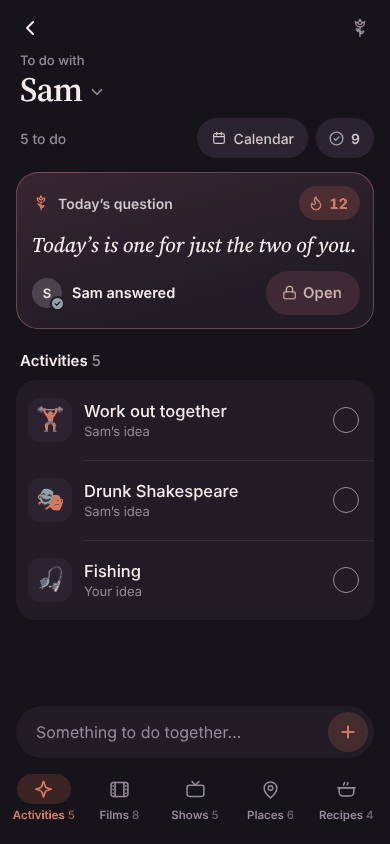 To do with
Sam
5 to do
Calendar
9
Today's question
12
Today's is one for just the two of you.
S
Sam answered
Open
Activities 5
Work out together
Sam's idea
Drunk Shakespeare
Sam's idea
Fishing
Your idea
Something to do together...
Activities 5
Films 8
Shows 5
Places 6
Recipes 4